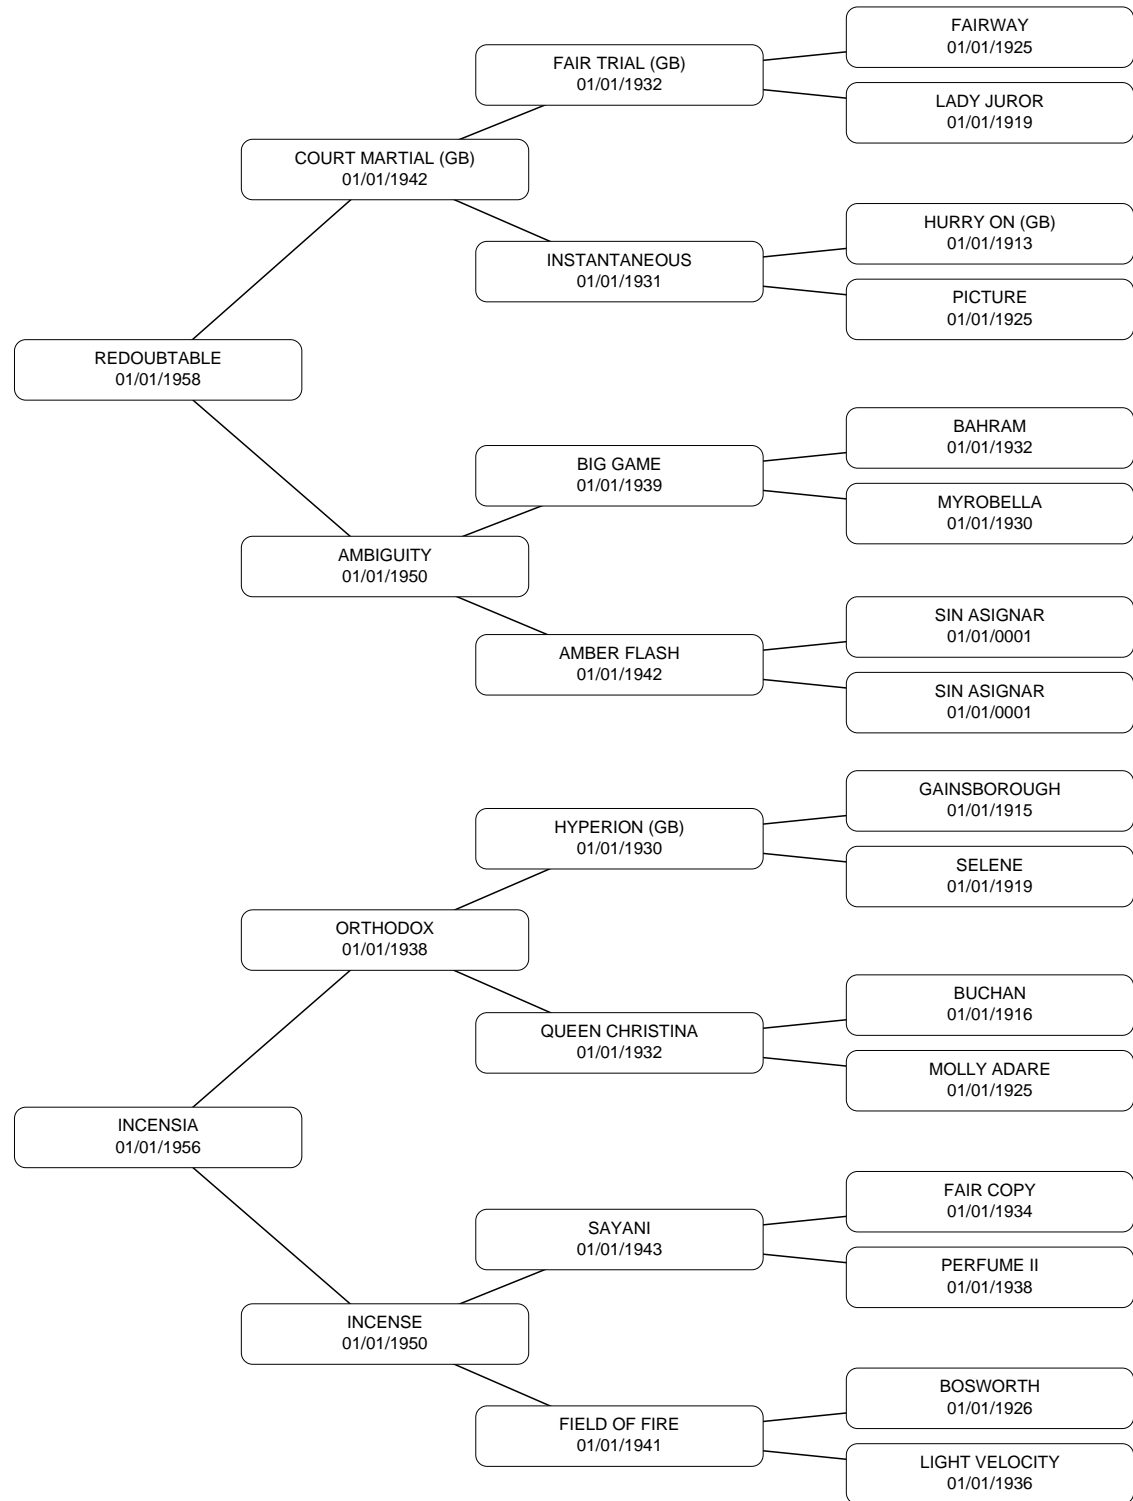 FAIRWAY
01/01/1925
FAIR TRIAL (GB)
01/01/1932
LADY JUROR
01/01/1919
COURT MARTIAL (GB)
01/01/1942
HURRY ON (GB)
01/01/1913
INSTANTANEOUS
01/01/1931
PICTURE
01/01/1925
REDOUBTABLE
01/01/1958
BAHRAM
01/01/1932
BIG GAME
01/01/1939
MYROBELLA
01/01/1930
AMBIGUITY
01/01/1950
SIN ASIGNAR
01/01/0001
AMBER FLASH
01/01/1942
SIN ASIGNAR
01/01/0001
GAINSBOROUGH
01/01/1915
HYPERION (GB)
01/01/1930
SELENE
01/01/1919
ORTHODOX
01/01/1938
BUCHAN
01/01/1916
QUEEN CHRISTINA
01/01/1932
MOLLY ADARE
01/01/1925
INCENSIA
01/01/1956
FAIR COPY
01/01/1934
SAYANI
01/01/1943
PERFUME II
01/01/1938
INCENSE
01/01/1950
BOSWORTH
01/01/1926
FIELD OF FIRE
01/01/1941
LIGHT VELOCITY
01/01/1936